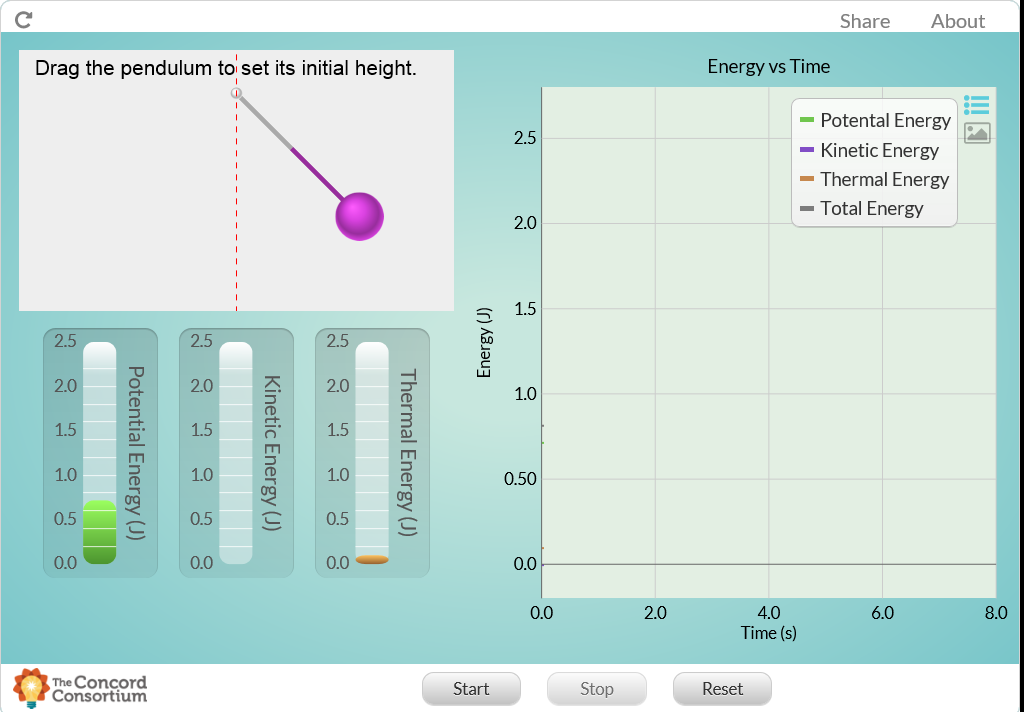 Share About
Drag the pendulum to set its initial height.
Energy vs Time
Potental Energy
Kinetic Energy
Thermal Energy
Total Energy
2.5
2.0
1.5
1.0
0.50
0.0
Energy (J)
0.0 2.0 4.0 6.0 8.0
Time (s)
2.5
2.0
1.5
1.0
0.5
0.0
Potential Energy (J)
2.5
2.0
1.5
1.0
0.5
0.0
Kinetic Energy (J)
2.5
2.0
1.5
1.0
0.5
0.0
Thermal Energy (J)
The Concord
Consortium
Start Stop Reset